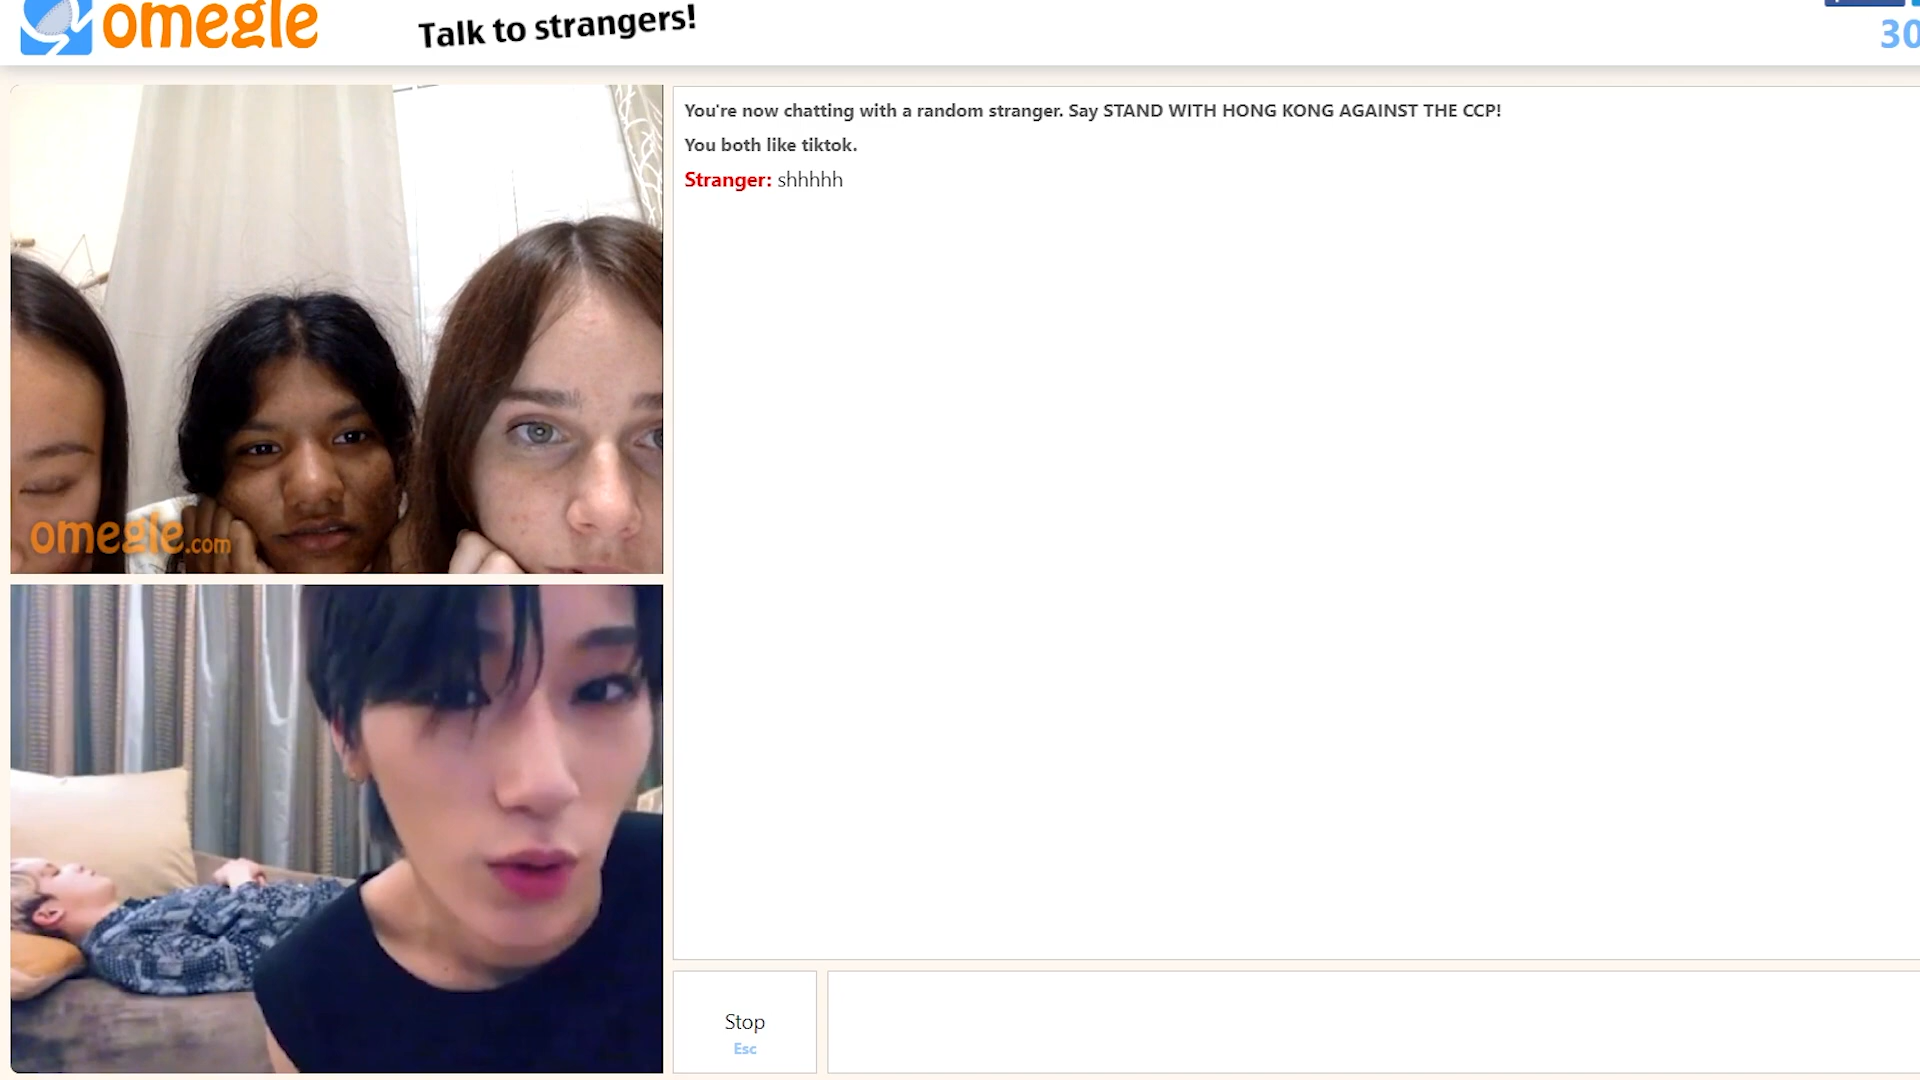 omegle
Talk to strangers!
30
You're now chatting with a random stranger. Say STAND WITH HONG KONG AGAINST THE CCP!
You both like tiktok.
Stranger: shhhhh
omegle.com
Stop
Esc